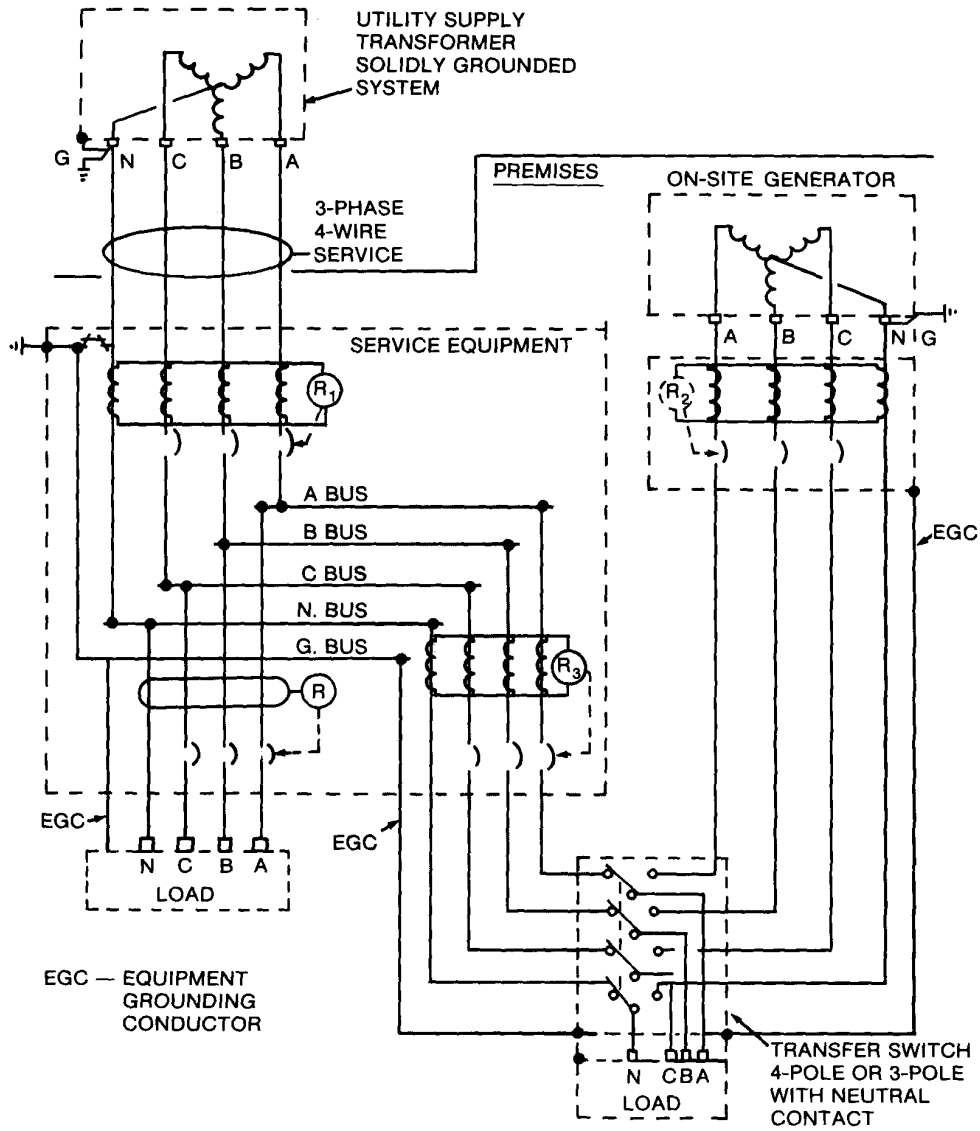 UTILITY SUPPLY
TRANSFORMER
SOLIDLY GROUNDED
SYSTEM
G
N
C
B
A
PREMISES
ON-SITE GENERATOR
3-PHASE
4-WIRE
SERVICE
A
B
C
N
G
SERVICE EQUIPMENT
R1
R2
A BUS
B BUS
EGC
C BUS
N. BUS
G. BUS
R3
R
EGC
EGC
N
C
B
A
LOAD
EGC — EQUIPMENT
GROUNDING
CONDUCTOR
N
C
B
A
LOAD
TRANSFER SWITCH
4-POLE OR 3-POLE
WITH NEUTRAL
CONTACT